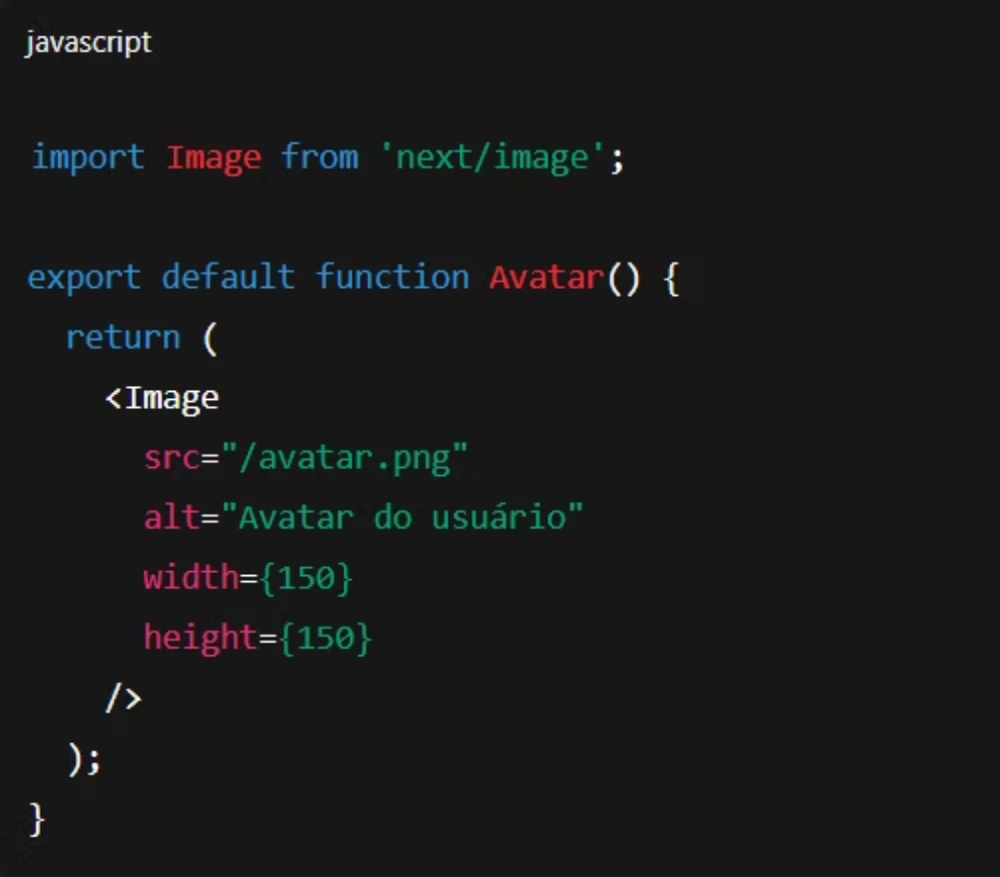 javascript
import Image from 'next/image';
export default function Avatar() {
return (
<Image
src="/avatar.png"
alt="Avatar do usuário"
width={150}
height={150}
/>
);
}